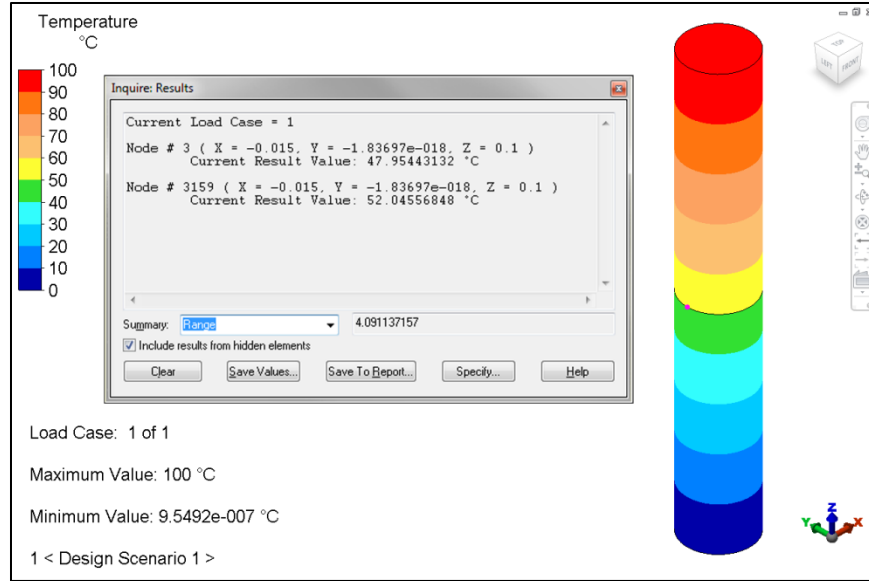 Temperature
°C
100
90
80
70
60
50
40
30
20
10
0
Inquire: Results
Current Load Case = 1
Node # 3 ( X = -0.015, Y = -1.83697e-018, Z = 0.1 )
Current Result Value: 47.95443132 °C
Node # 3159 ( X = -0.015, Y = -1.83697e-018, Z = 0.1 )
Current Result Value: 52.04556848 °C
Summary: Range 4.091137157
Include results from hidden elements
Clear Save Values... Save To Report... Specify... Help
Load Case: 1 of 1
Maximum Value: 100 °C
Minimum Value: 9.5492e-007 °C
1 < Design Scenario 1 >
TOP
LEFT FRONT
Z
Y X